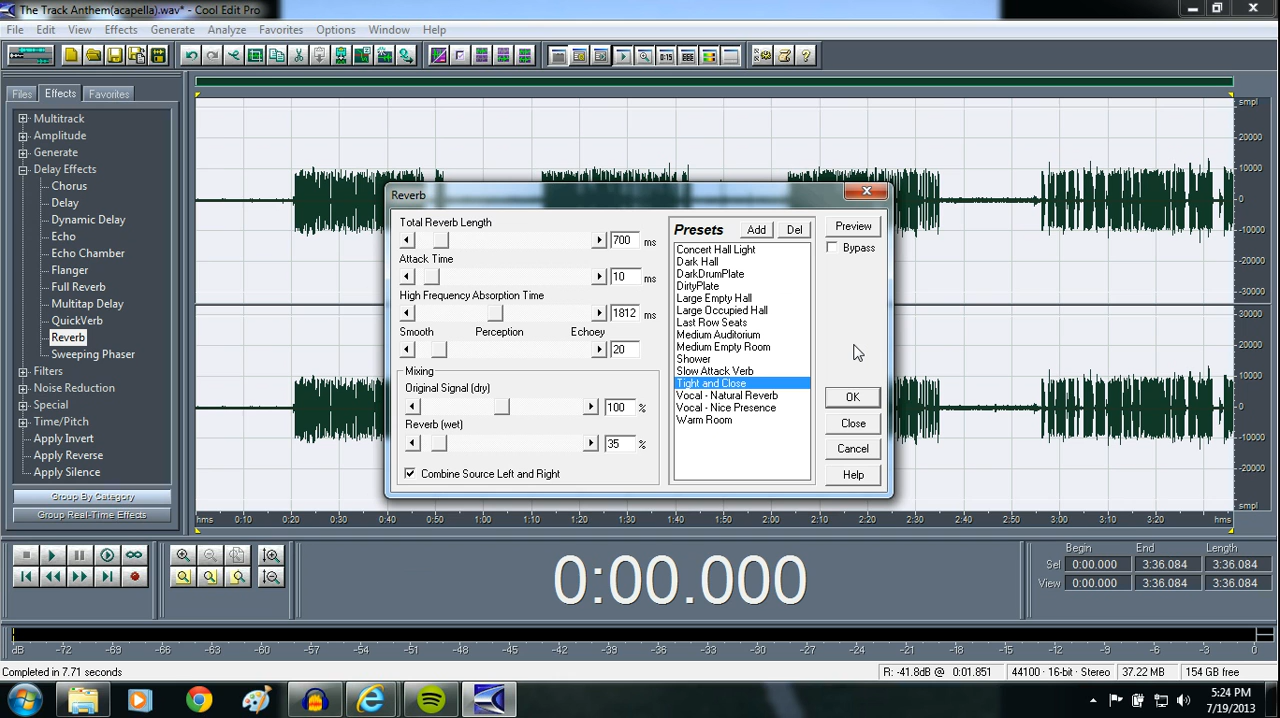 The Track Anthem(acapella).wav* - Cool Edit Pro
File Edit View Effects Generate Analyze Favorites Options Window Help
Files Effects Favorites
Multitrack
Amplitude
Generate
Delay Effects
Chorus
Delay
Dynamic Delay
Echo
Echo Chamber
Flanger
Full Reverb
Multitap Delay
QuickVerb
Reverb
Sweeping Phaser
Filters
Noise Reduction
Special
Time/Pitch
Apply Invert
Apply Reverse
Apply Silence
Group By Category
Group Real-Time Effects
smpl
20000
10000
0
-10000
-20000
-30000
30000
20000
10000
0
-10000
-20000
smpl
Reverb
Total Reverb Length
700 ms
Attack Time
10 ms
High Frequency Absorption Time
1812 ms
Smooth Perception Echoey
20
Mixing
Original Signal (dry)
100 %
Reverb (wet)
35 %
Combine Source Left and Right
Presets Add Del
Concert Hall Light
Dark Hall
DarkDrumPlate
DirtyPlate
Large Empty Hall
Large Occupied Hall
Last Row Seats
Medium Auditorium
Medium Empty Room
Shower
Slow Attack Verb
Tight and Close
Vocal - Natural Reverb
Vocal - Nice Presence
Warm Room
Preview
Bypass
OK
Close
Cancel
Help
hms 0:10 0:20 0:30 0:40 0:50 1:00 1:10 1:20 1:30 1:40 1:50 2:00 2:10 2:20 2:30 2:40 2:50 3:00 3:10 3:20 hms
0:00.000
Begin End Length
Sel 0:00.000 3:36.084 3:36.084
View 0:00.000 3:36.084 3:36.084
dB -72 -69 -66 -63 -60 -57 -54 -51 -48 -45 -42 -39 -36 -33 -30 -27 -24 -21 -18 -15 -12 -9 -6 -3 0
Completed in 7.71 seconds
R: -41.8dB @ 0:01.851 44100 · 16-bit · Stereo 37.22 MB 154 GB free
5:24 PM
7/19/2013